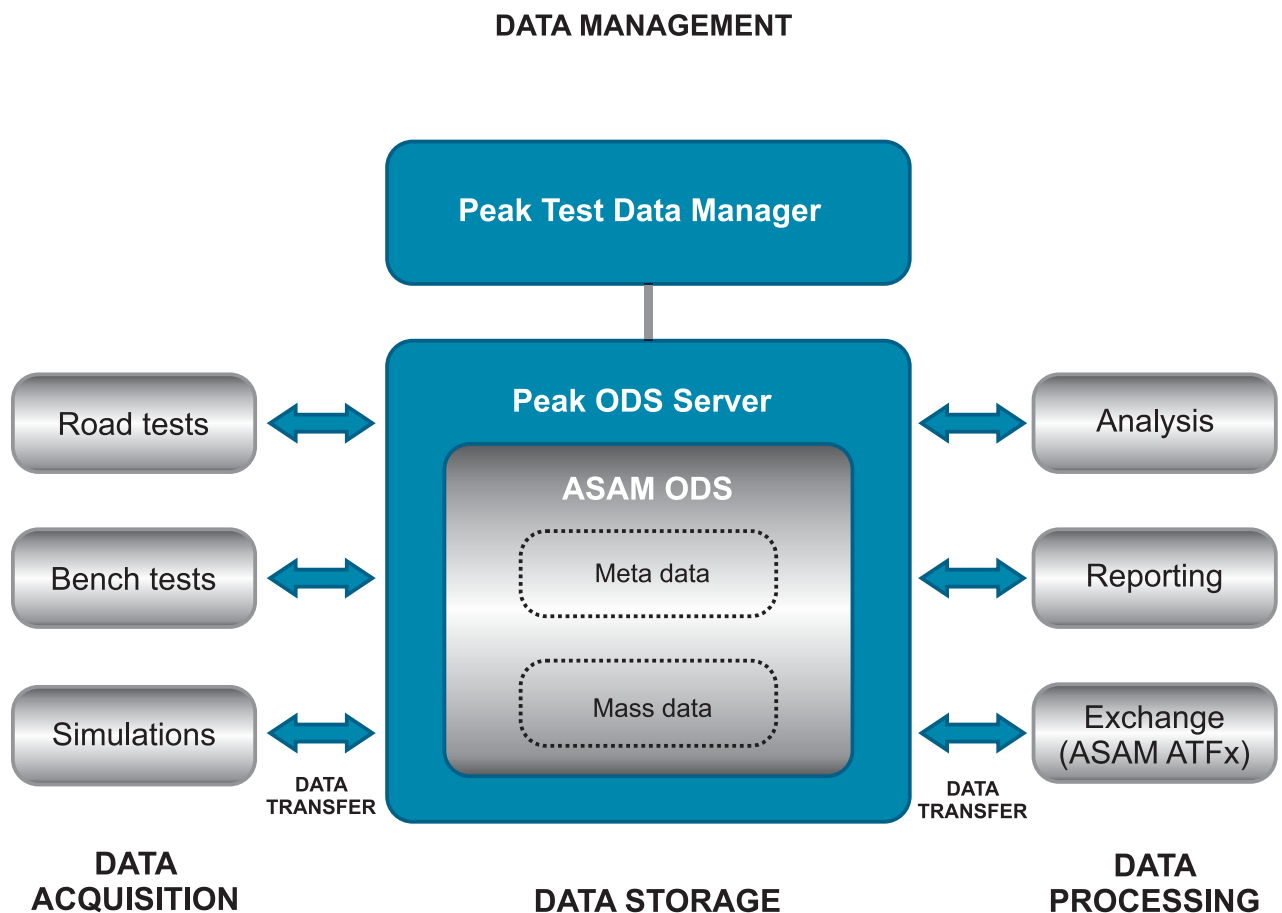 DATA MANAGEMENT
Peak Test Data Manager
Peak ODS Server
ASAM ODS
Meta data
Mass data
Road tests
Bench tests
Simulations
DATA
TRANSFER
DATA
ACQUISITION
DATA STORAGE
Analysis
Reporting
Exchange
(ASAM ATFx)
DATA
TRANSFER
DATA
PROCESSING